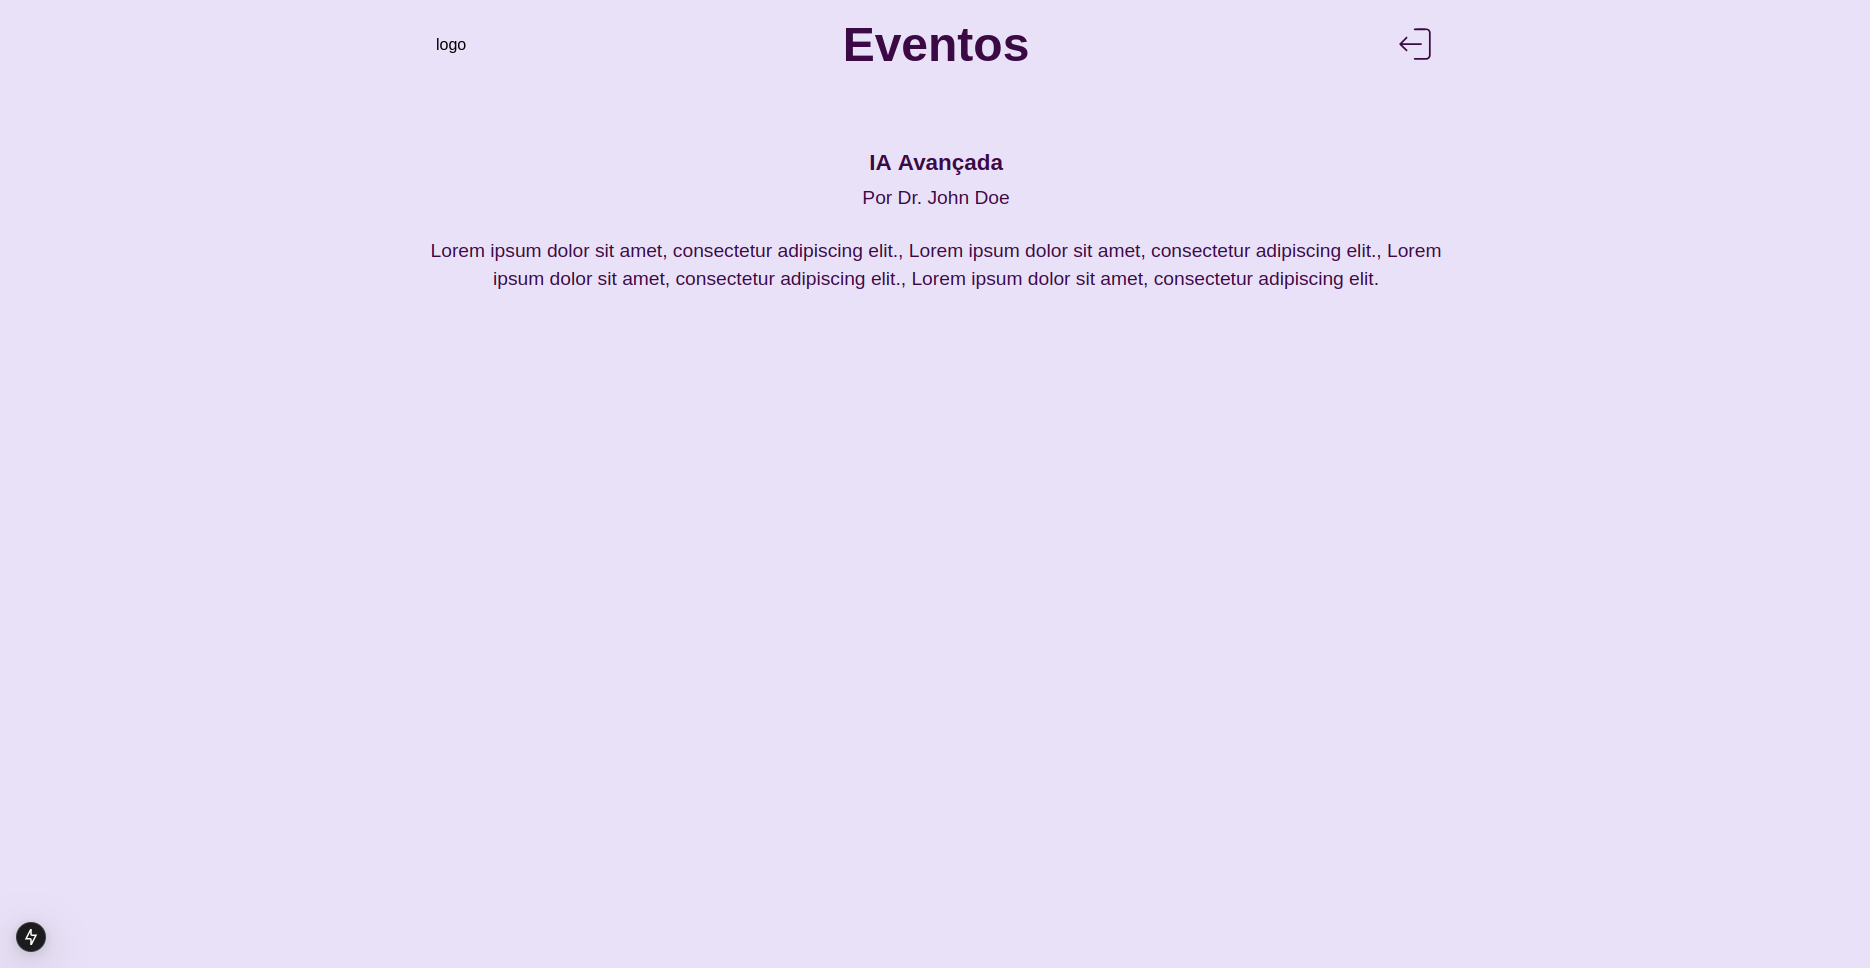 logo
Eventos
IA Avançada
Por Dr. John Doe
Lorem ipsum dolor sit amet, consectetur adipiscing elit., Lorem ipsum dolor sit amet, consectetur adipiscing elit., Lorem
ipsum dolor sit amet, consectetur adipiscing elit., Lorem ipsum dolor sit amet, consectetur adipiscing elit.